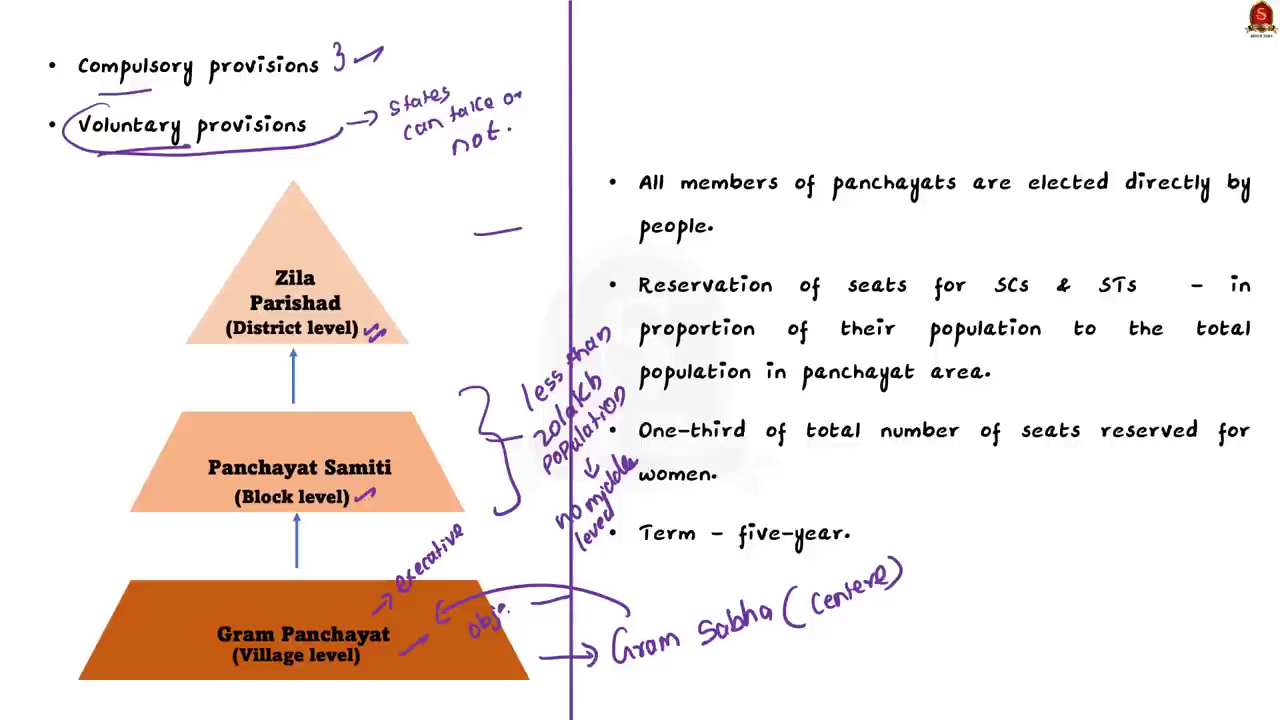 • Compulsory provisions 3
• Voluntary provisions → states
can take or
not.
Zila
Parishad
(District level)
Panchayat Samiti
(Block level)
less than
20lakh
population
no middle
level
executive
Gram Panchayat
(Village level)
obje.
Gram Sabha (Centere)
• All members of panchayats are elected directly by
people.
• Reservation of seats for SCs & STs - in
proportion of their population to the total
population in panchayat area.
• One-third of total number of seats reserved for
women.
• Term - five-year.
S